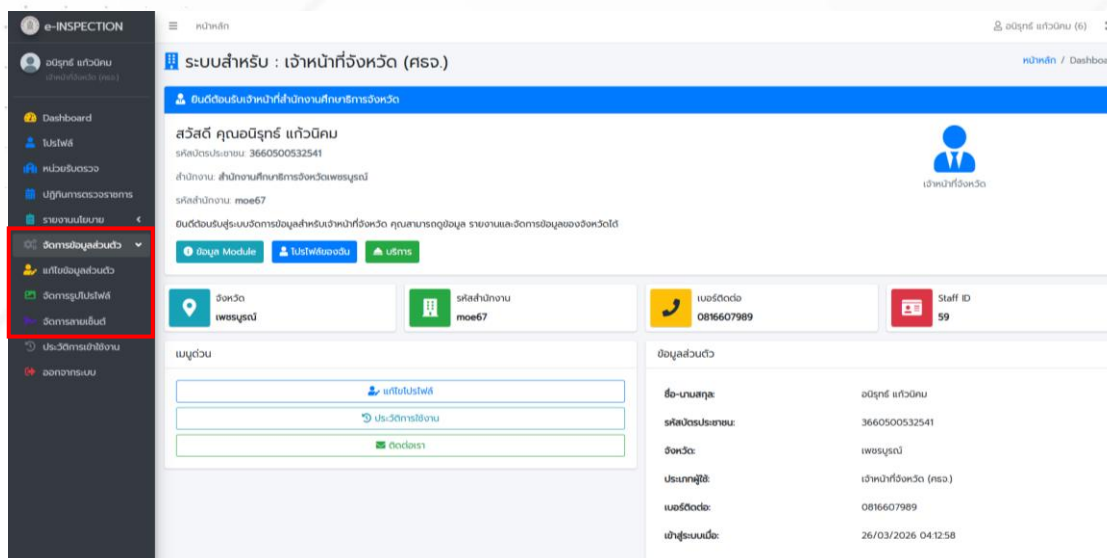 e-INSPECTION
หน้าหลัก
อนิรุทธ์ แก้วนิคม (6)
อนิรุทธ์ แก้วนิคม
เจ้าหน้าที่จังหวัด (ศธจ.)
Dashboard
โปรไฟล์
หน่วยรับตรวจ
ปฏิทินการตรวจราชการ
รายงานนโยบาย
จัดการข้อมูลส่วนตัว
แก้ไขข้อมูลส่วนตัว
จัดการรูปโปรไฟล์
จัดการลายเซ็นต์
ประวัติการเข้าใช้งาน
ออกจากระบบ
ระบบสำหรับ : เจ้าหน้าที่จังหวัด (ศธจ.)
หน้าหลัก / Dashboa
ยินดีต้อนรับเจ้าหน้าที่สำนักงานศึกษาธิการจังหวัด
สวัสดี คุณอนิรุทธ์ แก้วนิคม
รหัสบัตรประชาชน: 3660500532541
สำนักงาน: สำนักงานศึกษาธิการจังหวัดเพชรบูรณ์
รหัสสำนักงาน: moe67
ยินดีต้อนรับสู่ระบบจัดการข้อมูลสำหรับเจ้าหน้าที่จังหวัด คุณสามารถดูข้อมูล รายงานและจัดการข้อมูลของจังหวัดได้
เจ้าหน้าที่จังหวัด
ข้อมูล Module
โปรไฟล์ของฉัน
บริการ
จังหวัด
เพชรบูรณ์
รหัสสำนักงาน
moe67
เบอร์ติดต่อ
0816607989
Staff ID
59
เมนูด่วน
แก้ไขโปรไฟล์
ประวัติการใช้งาน
ติดต่อเรา
ข้อมูลส่วนตัว
ชื่อ-นามสกุล: อนิรุทธ์ แก้วนิคม
รหัสบัตรประชาชน: 3660500532541
จังหวัด: เพชรบูรณ์
ประเภทผู้ใช้: เจ้าหน้าที่จังหวัด (ศธจ.)
เบอร์ติดต่อ: 0816607989
เข้าสู่ระบบเมื่อ: 26/03/2026 04:12:58